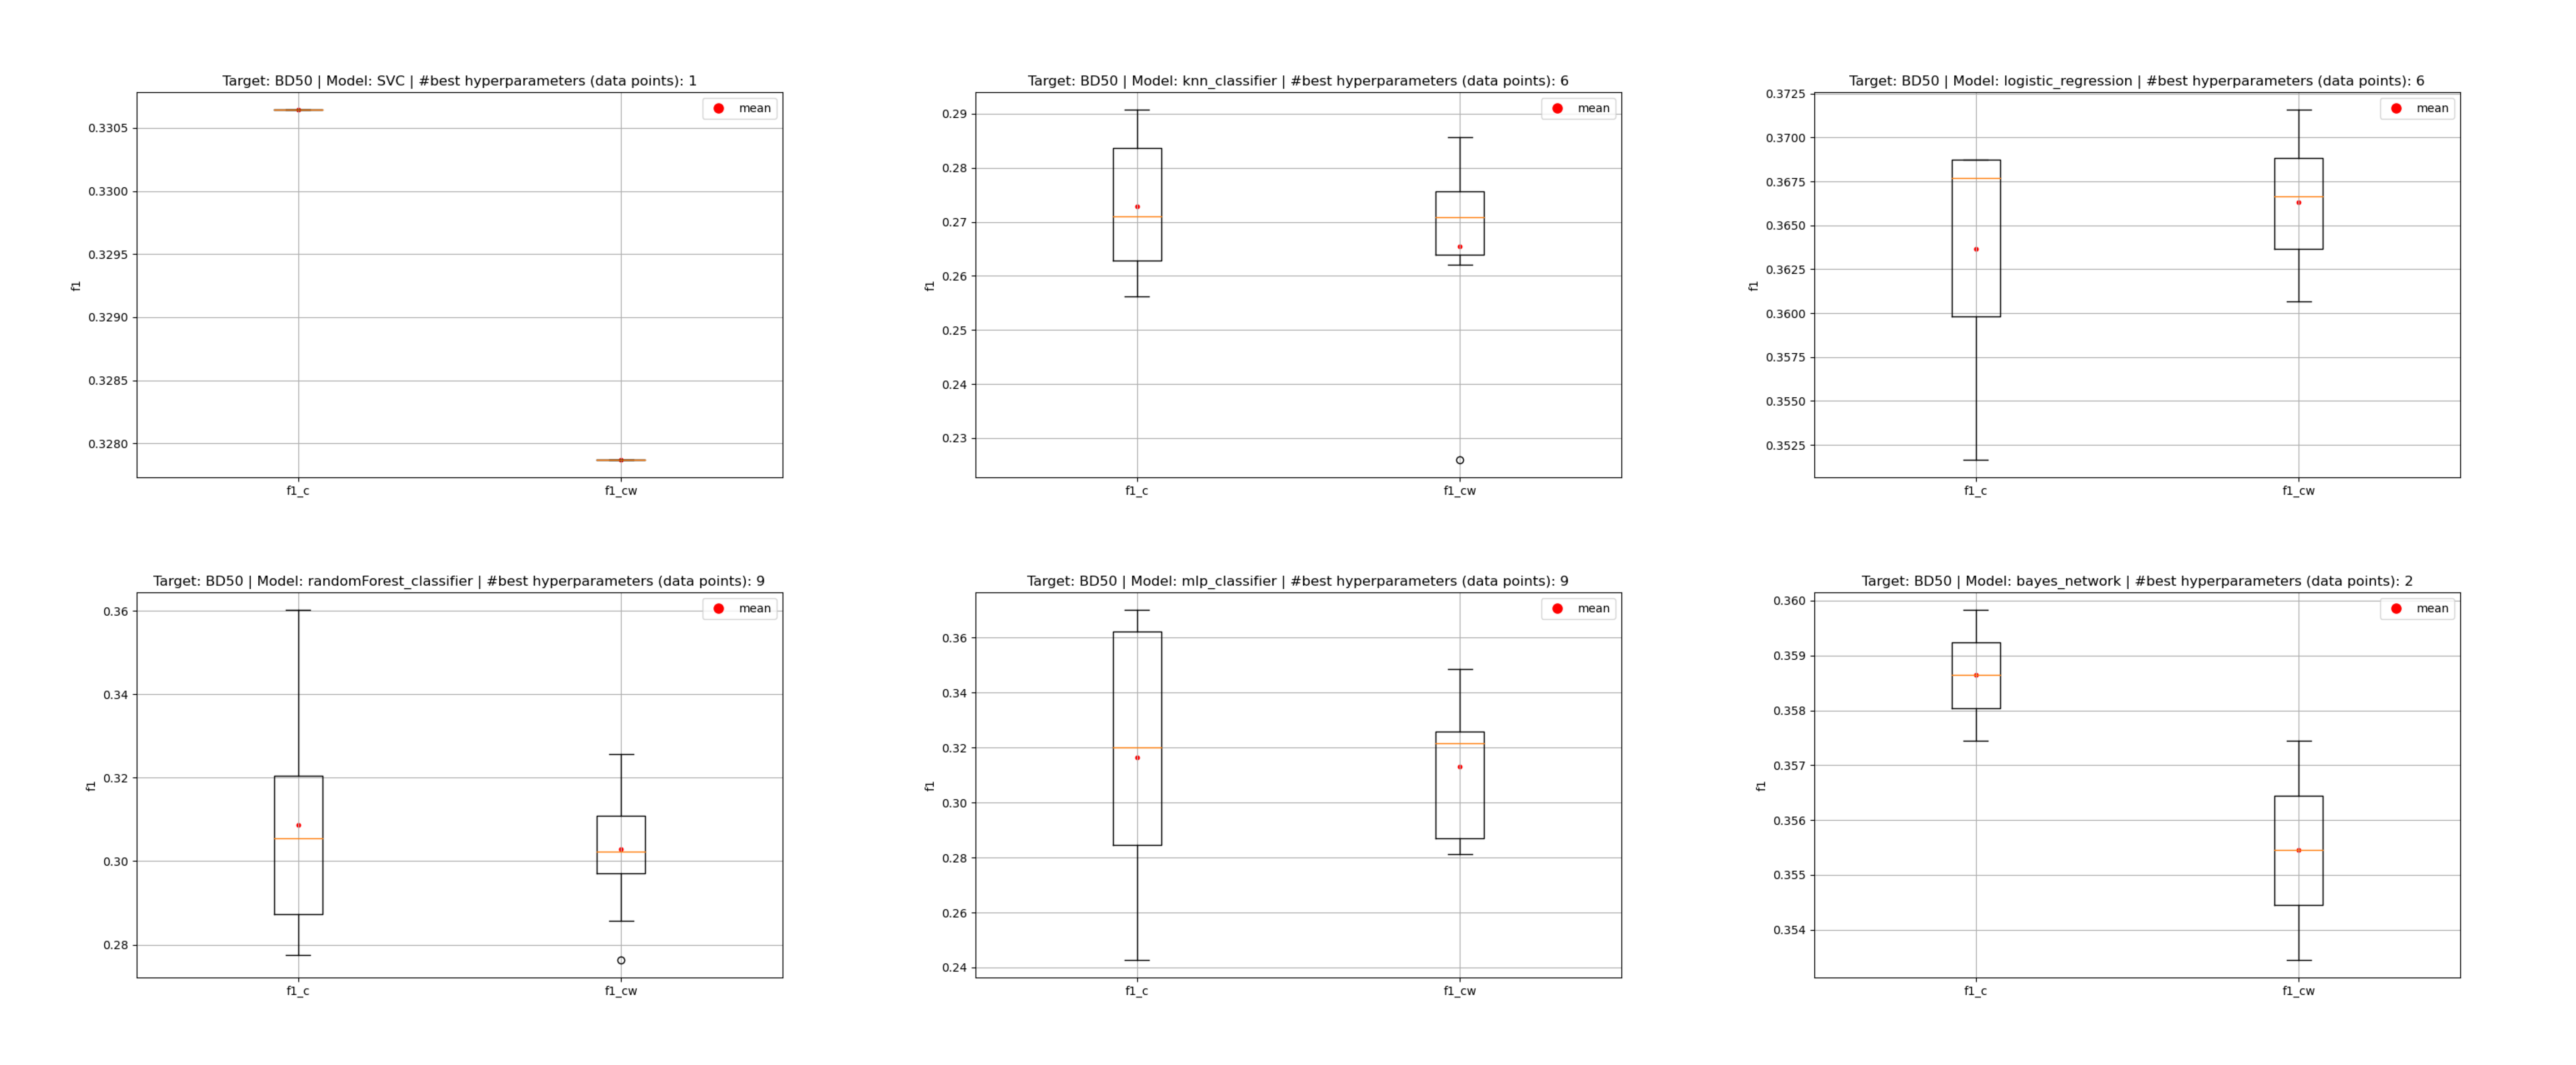 Target: BD50 | Model: SVC | #best hyperparameters (data points): 1
mean
0.3305
0.3300
0.3295
0.3290
0.3285
0.3280
f1
f1_c
f1_cw
Target: BD50 | Model: knn_classifier | #best hyperparameters (data points): 6
mean
0.29
0.28
0.27
0.26
0.25
0.24
0.23
f1
f1_c
f1_cw
Target: BD50 | Model: logistic_regression | #best hyperparameters (data points): 6
mean
0.3725
0.3700
0.3675
0.3650
0.3625
0.3600
0.3575
0.3550
0.3525
f1
f1_c
f1_cw
Target: BD50 | Model: randomForest_classifier | #best hyperparameters (data points): 9
mean
0.36
0.34
0.32
0.30
0.28
f1
f1_c
f1_cw
Target: BD50 | Model: mlp_classifier | #best hyperparameters (data points): 9
mean
0.36
0.34
0.32
0.30
0.28
0.26
0.24
f1
f1_c
f1_cw
Target: BD50 | Model: bayes_network | #best hyperparameters (data points): 2
mean
0.360
0.359
0.358
0.357
0.356
0.355
0.354
f1
f1_c
f1_cw